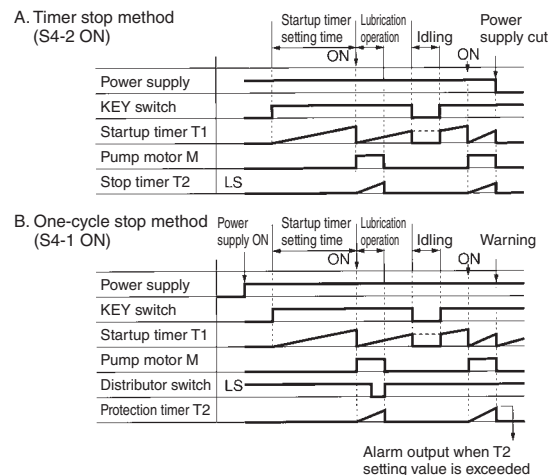 A. Timer stop method
(S4-2 ON)
Startup timer
setting time
Lubrication
operation
Idling
Power
supply cut
ON
ON
Power supply
KEY switch
Startup timer T1
Pump motor M
Stop timer T2
LS
B. One-cycle stop method
(S4-1 ON)
Power
supply ON
Startup timer
setting time
Lubrication
operation
Idling
Warning
ON
ON
Power supply
KEY switch
Startup timer T1
Pump motor M
Distributor switch
LS
Protection timer T2
Alarm output when T2
setting value is exceeded